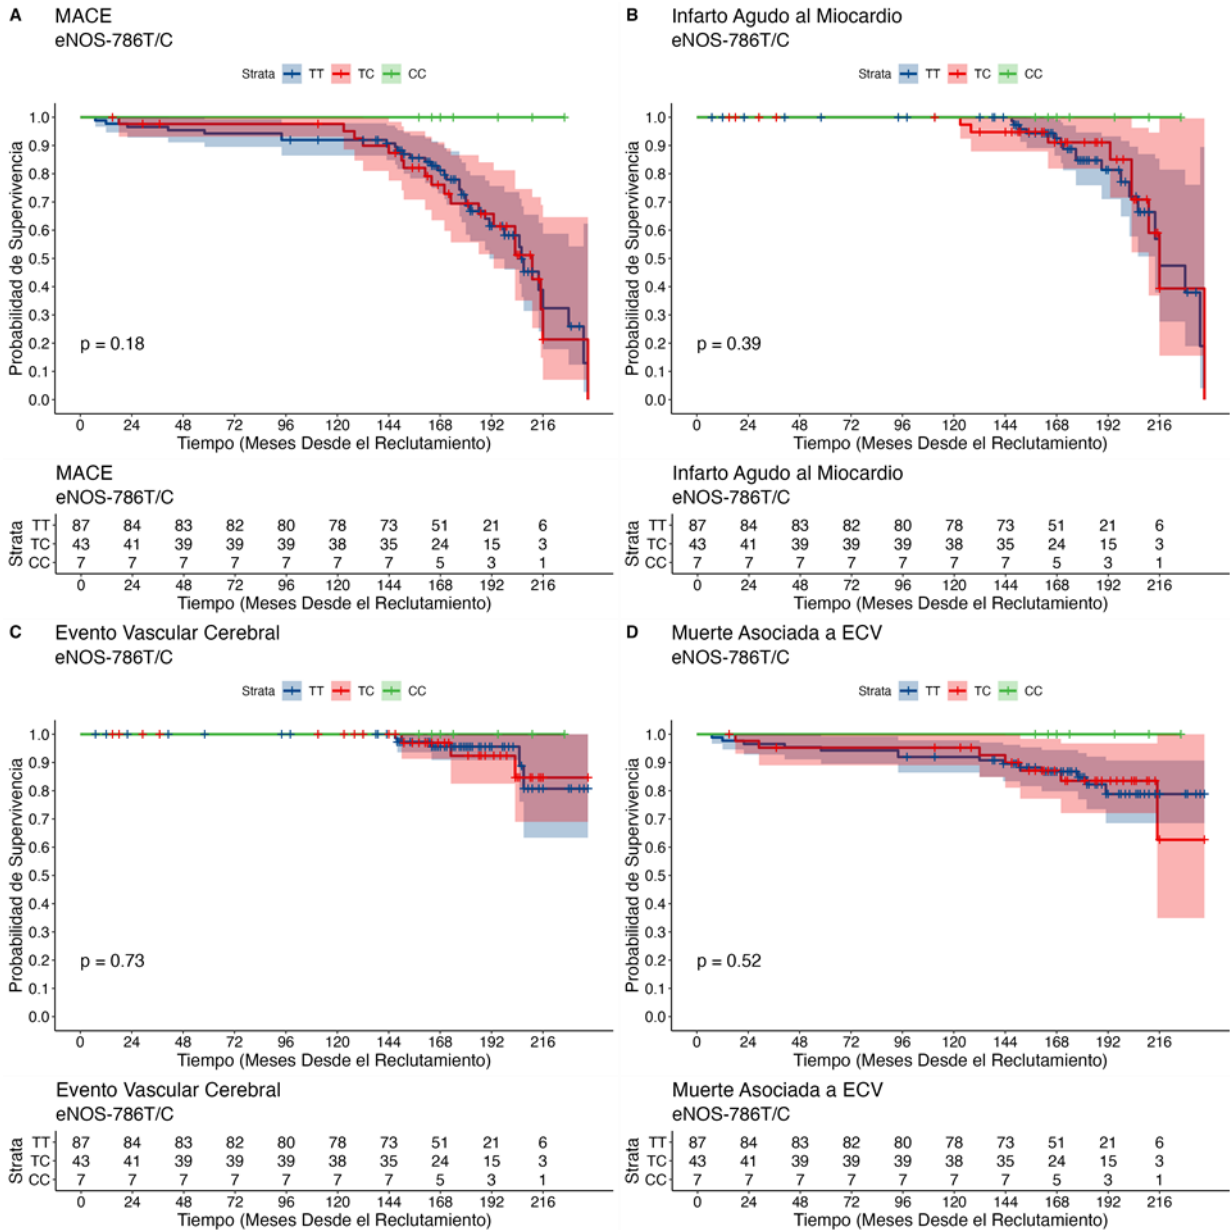 A MACE
eNOS-786T/C
Strata TT TC CC
Probabilidad de Supervivencia
1.0
0.9
0.8
0.7
0.6
0.5
0.4
0.3
0.2
0.1
0.0
p = 0.18
0 24 48 72 96 120 144 168 192 216
Tiempo (Meses Desde el Reclutamiento)
MACE
eNOS-786T/C
Strata
TT 87 84 83 82 80 78 73 51 21 6
TC 43 41 39 39 39 38 35 24 15 3
CC 7 7 7 7 7 7 7 5 3 1
0 24 48 72 96 120 144 168 192 216
Tiempo (Meses Desde el Reclutamiento)
B Infarto Agudo al Miocardio
eNOS-786T/C
Strata TT TC CC
Probabilidad de Supervivencia
1.0
0.9
0.8
0.7
0.6
0.5
0.4
0.3
0.2
0.1
0.0
p = 0.39
0 24 48 72 96 120 144 168 192 216
Tiempo (Meses Desde el Reclutamiento)
Infarto Agudo al Miocardio
eNOS-786T/C
Strata
TT 87 84 83 82 80 78 73 51 21 6
TC 43 41 39 39 39 38 35 24 15 3
CC 7 7 7 7 7 7 7 5 3 1
0 24 48 72 96 120 144 168 192 216
Tiempo (Meses Desde el Reclutamiento)
C Evento Vascular Cerebral
eNOS-786T/C
Strata TT TC CC
Probabilidad de Supervivencia
1.0
0.9
0.8
0.7
0.6
0.5
0.4
0.3
0.2
0.1
0.0
p = 0.73
0 24 48 72 96 120 144 168 192 216
Tiempo (Meses Desde el Reclutamiento)
Evento Vascular Cerebral
eNOS-786T/C
Strata
TT 87 84 83 82 80 78 73 51 21 6
TC 43 41 39 39 39 38 35 24 15 3
CC 7 7 7 7 7 7 7 5 3 1
0 24 48 72 96 120 144 168 192 216
Tiempo (Meses Desde el Reclutamiento)
D Muerte Asociada a ECV
eNOS-786T/C
Strata TT TC CC
Probabilidad de Supervivencia
1.0
0.9
0.8
0.7
0.6
0.5
0.4
0.3
0.2
0.1
0.0
p = 0.52
0 24 48 72 96 120 144 168 192 216
Tiempo (Meses Desde el Reclutamiento)
Muerte Asociada a ECV
eNOS-786T/C
Strata
TT 87 84 83 82 80 78 73 51 21 6
TC 43 41 39 39 39 38 35 24 15 3
CC 7 7 7 7 7 7 7 5 3 1
0 24 48 72 96 120 144 168 192 216
Tiempo (Meses Desde el Reclutamiento)